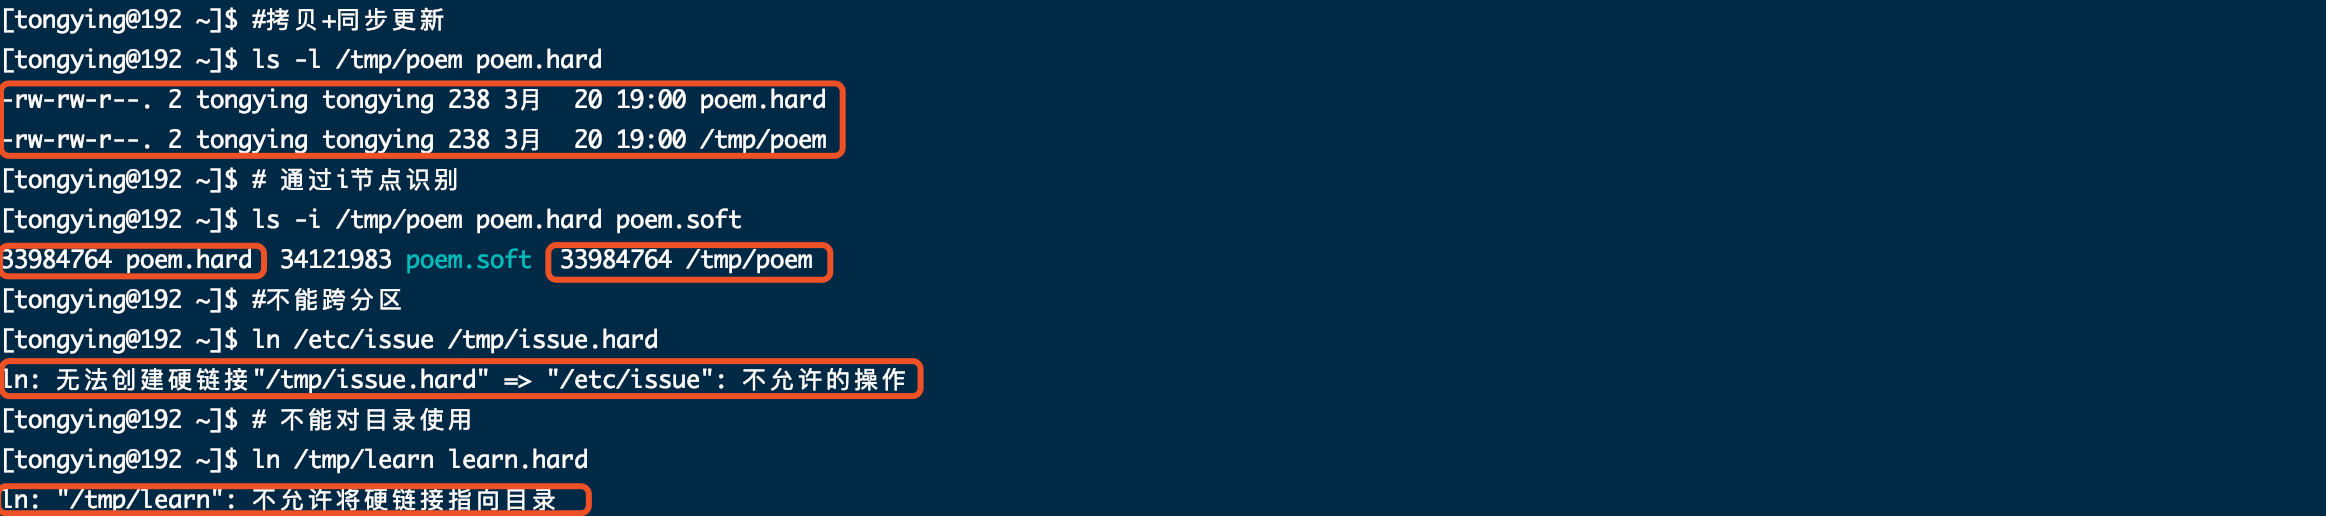 [tongying@192 ~]$ #拷贝+同步更新
[tongying@192 ~]$ ls -l /tmp/poem poem.hard
-rw-rw-r--. 2 tongying tongying 238 3月  20 19:00 poem.hard
-rw-rw-r--. 2 tongying tongying 238 3月  20 19:00 /tmp/poem
[tongying@192 ~]$ # 通过i节点识别
[tongying@192 ~]$ ls -i /tmp/poem poem.hard poem.soft
33984764 poem.hard 34121983 poem.soft 33984764 /tmp/poem
[tongying@192 ~]$ #不能跨分区
[tongying@192 ~]$ ln /etc/issue /tmp/issue.hard
ln: 无法创建硬链接"/tmp/issue.hard" => "/etc/issue": 不允许的操作
[tongying@192 ~]$ # 不能对目录使用
[tongying@192 ~]$ ln /tmp/learn learn.hard
ln: "/tmp/learn": 不允许将硬链接指向目录